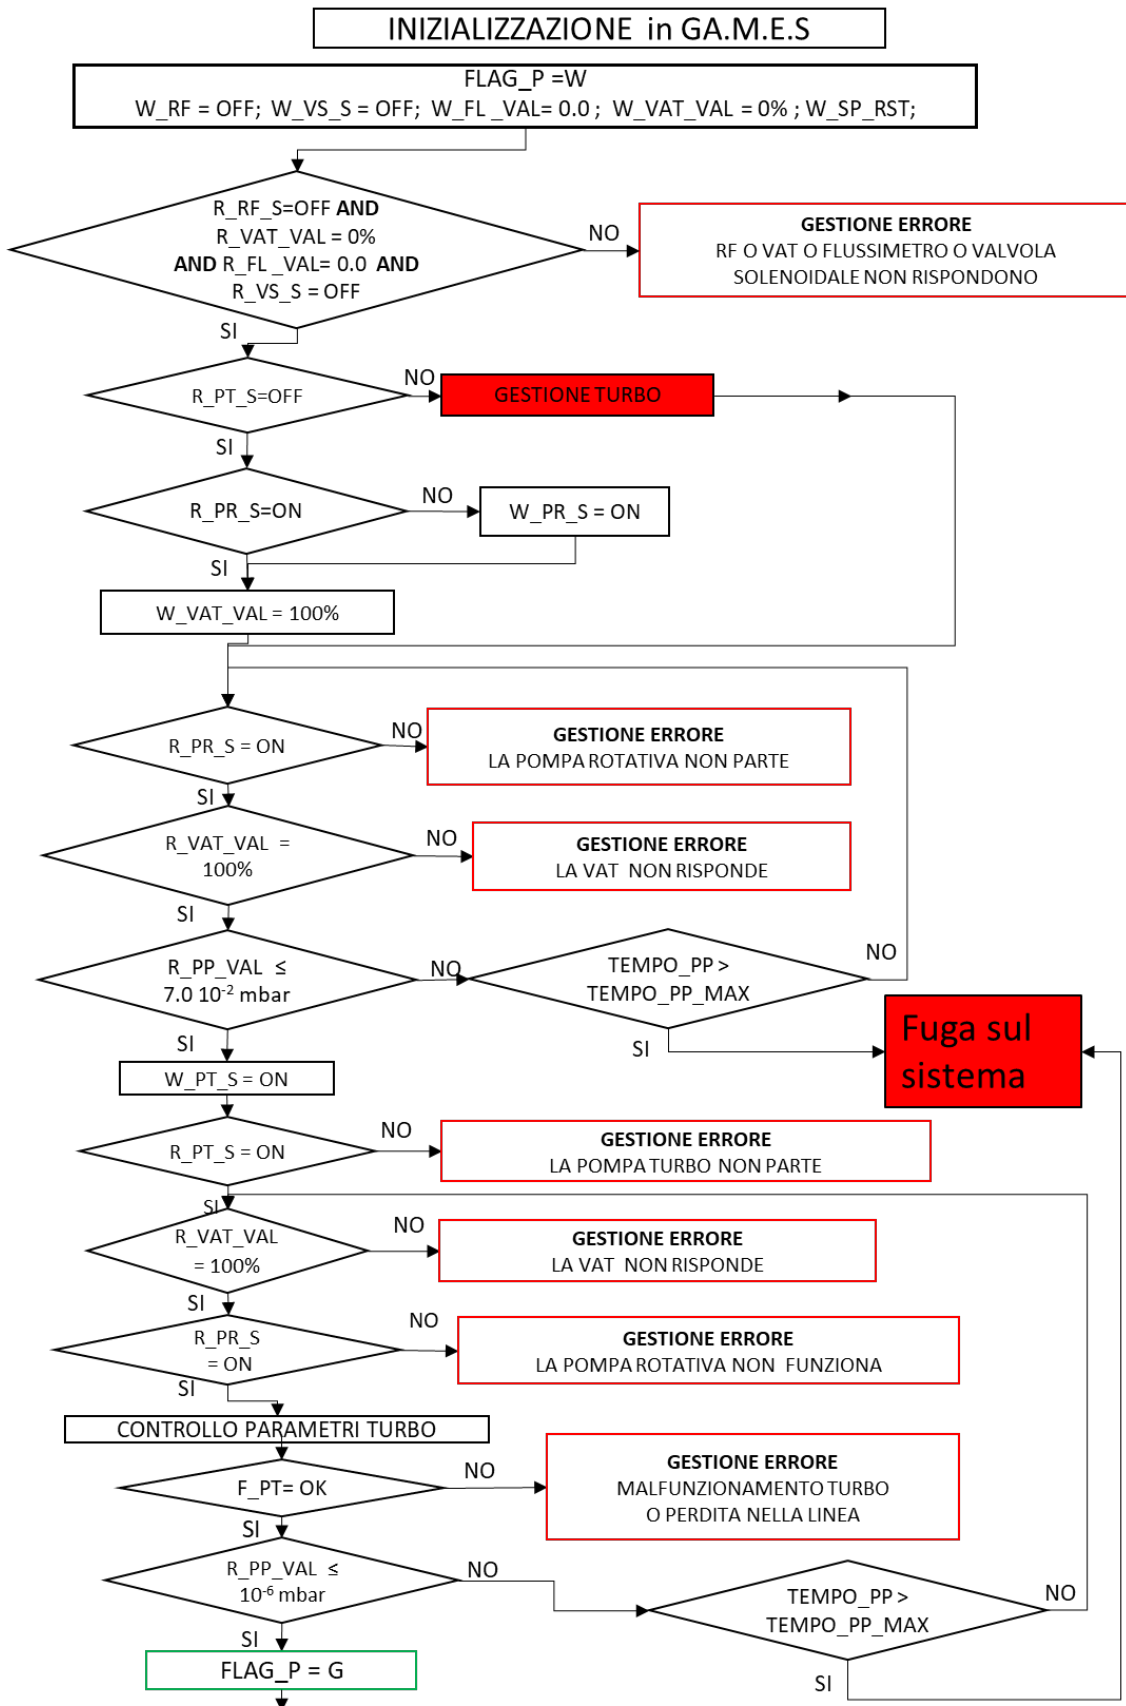 INIZIALIZZAZIONE in GA.M.E.S
FLAG_P =W
W_RF = OFF; W_VS_S = OFF; W_FL _VAL= 0.0 ; W_VAT_VAL = 0% ; W_SP_RST;
R_RF_S=OFF AND
R_VAT_VAL = 0%
AND R_FL _VAL= 0.0 AND
R_VS_S = OFF
NO
GESTIONE ERRORE
RF O VAT O FLUSSIMETRO O VALVOLA
SOLENOIDALE NON RISPONDONO
SI
R_PT_S=OFF
NO
GESTIONE TURBO
SI
R_PR_S=ON
NO
W_PR_S = ON
SI
W_VAT_VAL = 100%
R_PR_S = ON
NO
GESTIONE ERRORE
LA POMPA ROTATIVA NON PARTE
SI
R_VAT_VAL =
100%
NO
GESTIONE ERRORE
LA VAT NON RISPONDE
SI
R_PP_VAL ≤
7.0 10⁻² mbar
NO
TEMPO_PP >
TEMPO_PP_MAX
NO
SI
Fuga sul
sistema
SI
W_PT_S = ON
R_PT_S = ON
NO
GESTIONE ERRORE
LA POMPA TURBO NON PARTE
SI
R_VAT_VAL
= 100%
NO
GESTIONE ERRORE
LA VAT NON RISPONDE
SI
R_PR_S
= ON
NO
GESTIONE ERRORE
LA POMPA ROTATIVA NON FUNZIONA
SI
CONTROLLO PARAMETRI TURBO
F_PT= OK
NO
GESTIONE ERRORE
MALFUNZIONAMENTO TURBO
O PERDITA NELLA LINEA
SI
R_PP_VAL ≤
10⁻⁶ mbar
NO
TEMPO_PP >
TEMPO_PP_MAX
NO
SI
SI
FLAG_P = G